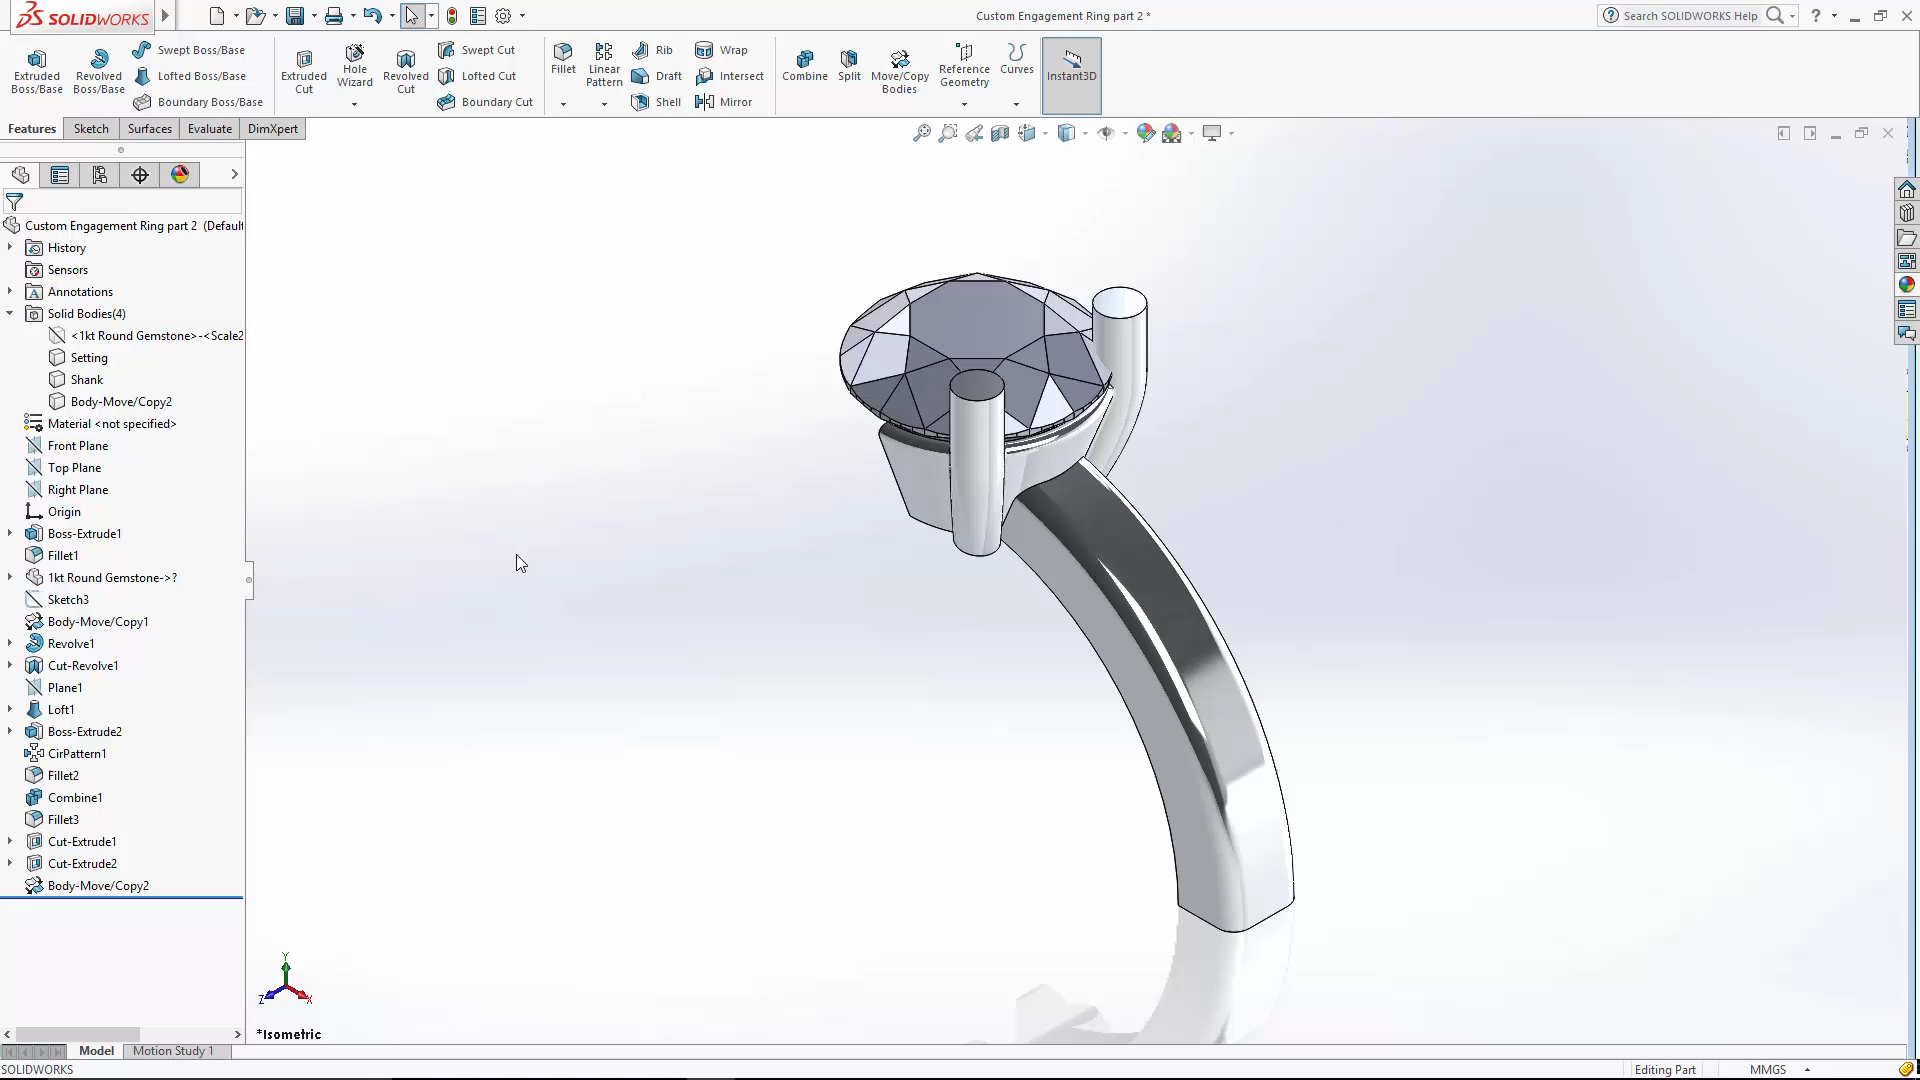 SOLIDWORKS
Custom Engagement Ring part 2 *
Search SOLIDWORKS Help
Extruded Boss/Base
Revolved Boss/Base
Swept Boss/Base
Lofted Boss/Base
Boundary Boss/Base
Extruded Cut
Hole Wizard
Revolved Cut
Swept Cut
Lofted Cut
Boundary Cut
Fillet
Linear Pattern
Rib
Draft
Shell
Wrap
Intersect
Mirror
Combine
Split
Move/Copy Bodies
Reference Geometry
Curves
Instant3D
Features
Sketch
Surfaces
Evaluate
DimXpert
Custom Engagement Ring part 2 (Default
History
Sensors
Annotations
Solid Bodies(4)
<1kt Round Gemstone>-<Scale2
Setting
Shank
Body-Move/Copy2
Material <not specified>
Front Plane
Top Plane
Right Plane
Origin
Boss-Extrude1
Fillet1
1kt Round Gemstone->?
Sketch3
Body-Move/Copy1
Revolve1
Cut-Revolve1
Plane1
Loft1
Boss-Extrude2
CirPattern1
Fillet2
Combine1
Fillet3
Cut-Extrude1
Cut-Extrude2
Body-Move/Copy2
Y
Z
X
*Isometric
Model
Motion Study 1
SOLIDWORKS
Editing Part
MMGS